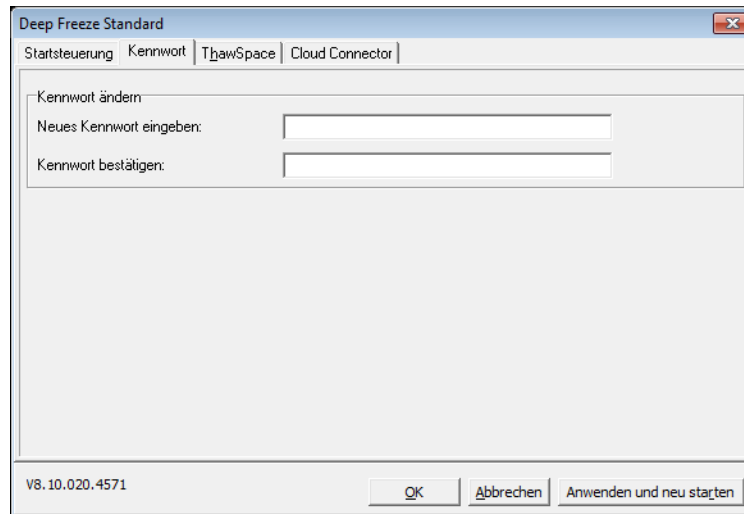 Deep Freeze Standard
Startsteuerung Kennwort ThawSpace Cloud Connector
Kennwort ändern
Neues Kennwort eingeben:
Kennwort bestätigen:
V8.10.020.4571
OK Abbrechen Anwenden und neu starten